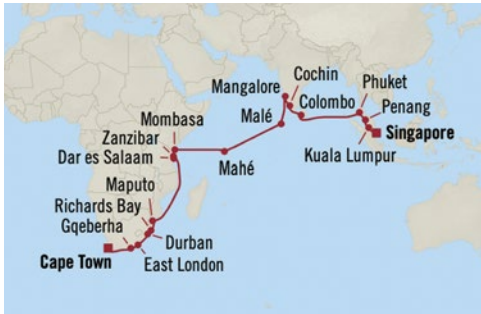 Cochin
Phuket
Mangalore
Colombo
Penang
Mombasa
Malé
Singapore
Zanzibar
Dar es Salaam
Mahé
Kuala Lumpur
Maputo
Richards Bay
Gqeberha
Durban
Cape Town
East London